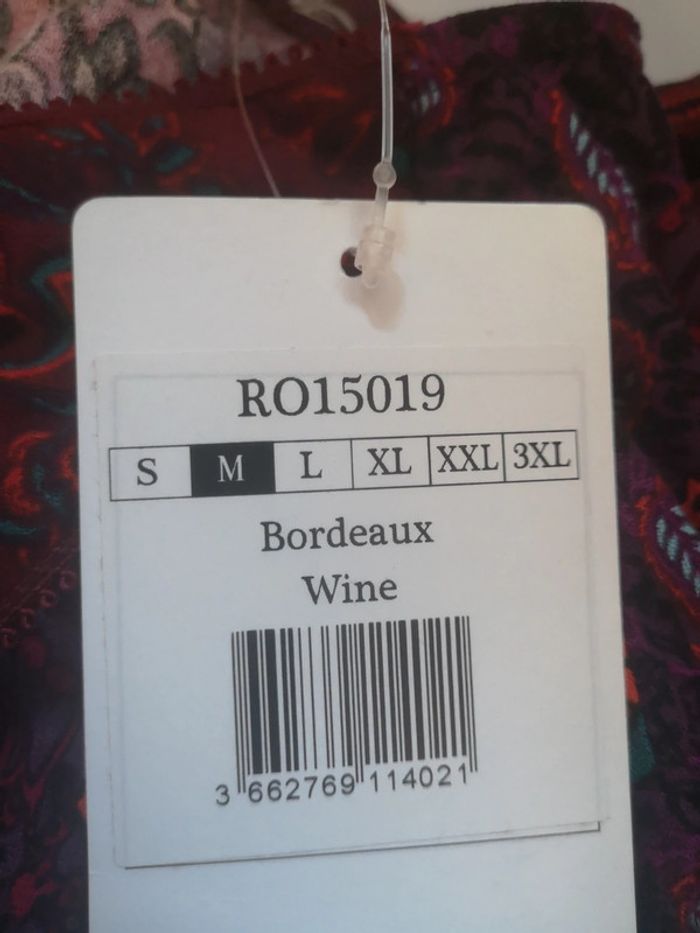 RO15019
S M L XL XXL 3XL
Bordeaux
Wine
3 662769 114021